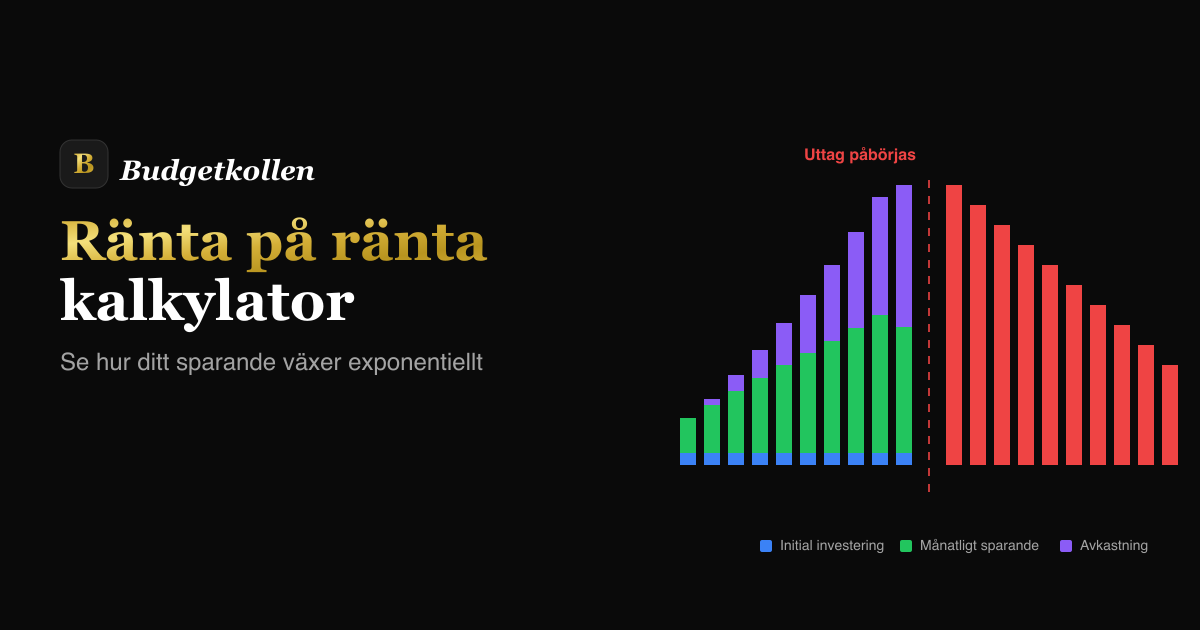 B
Budgetkollen
Ränta på ränta
kalkylator
Se hur ditt sparande växer exponentiellt
Uttag påbörjas
Initial investering
Månatligt sparande
Avkastning